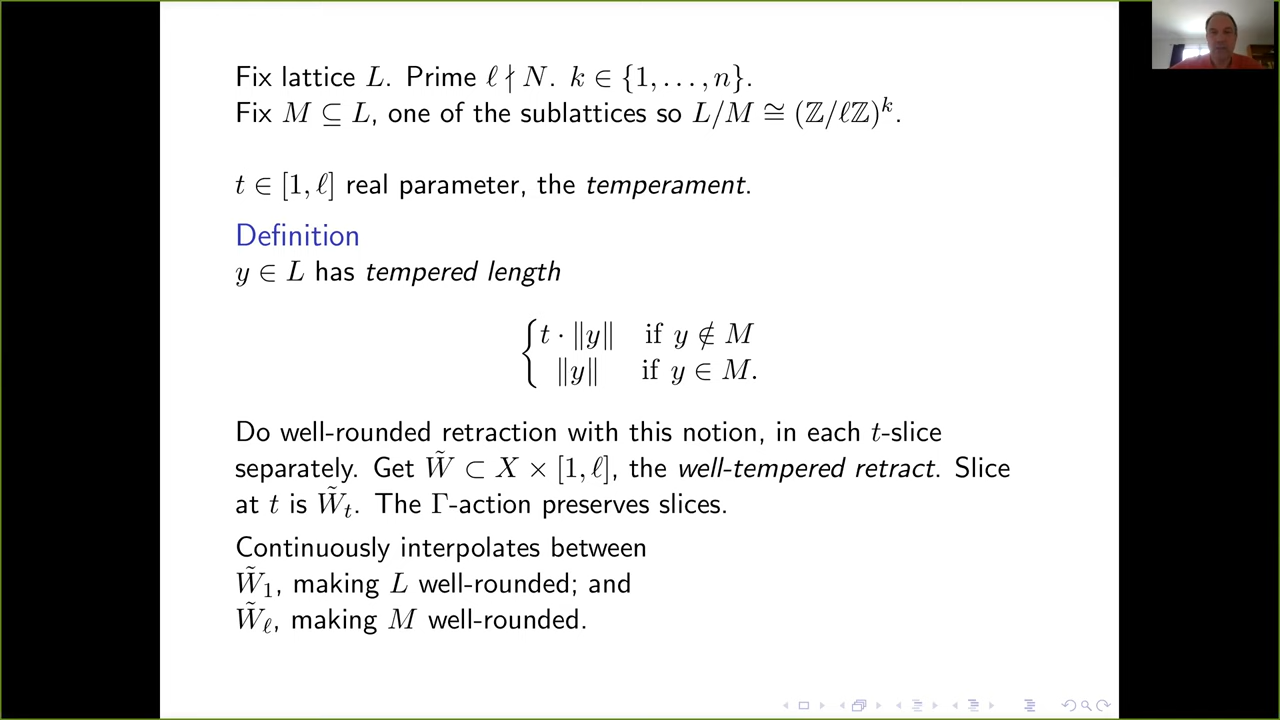 Fix lattice L. Prime ℓ ∤ N. k ∈ {1, . . . , n}.
Fix M ⊆ L, one of the sublattices so L/M ≅ (ℤ/ℓℤ)^k.
t ∈ [1, ℓ] real parameter, the temperament.
Definition
y ∈ L has tempered length
{ t · ‖y‖ if y ∉ M
‖y‖ if y ∈ M.
Do well-rounded retraction with this notion, in each t-slice
separately. Get W̃ ⊂ X × [1, ℓ], the well-tempered retract. Slice
at t is W̃_t. The Γ-action preserves slices.
Continuously interpolates between
W̃_1, making L well-rounded; and
W̃_ℓ, making M well-rounded.